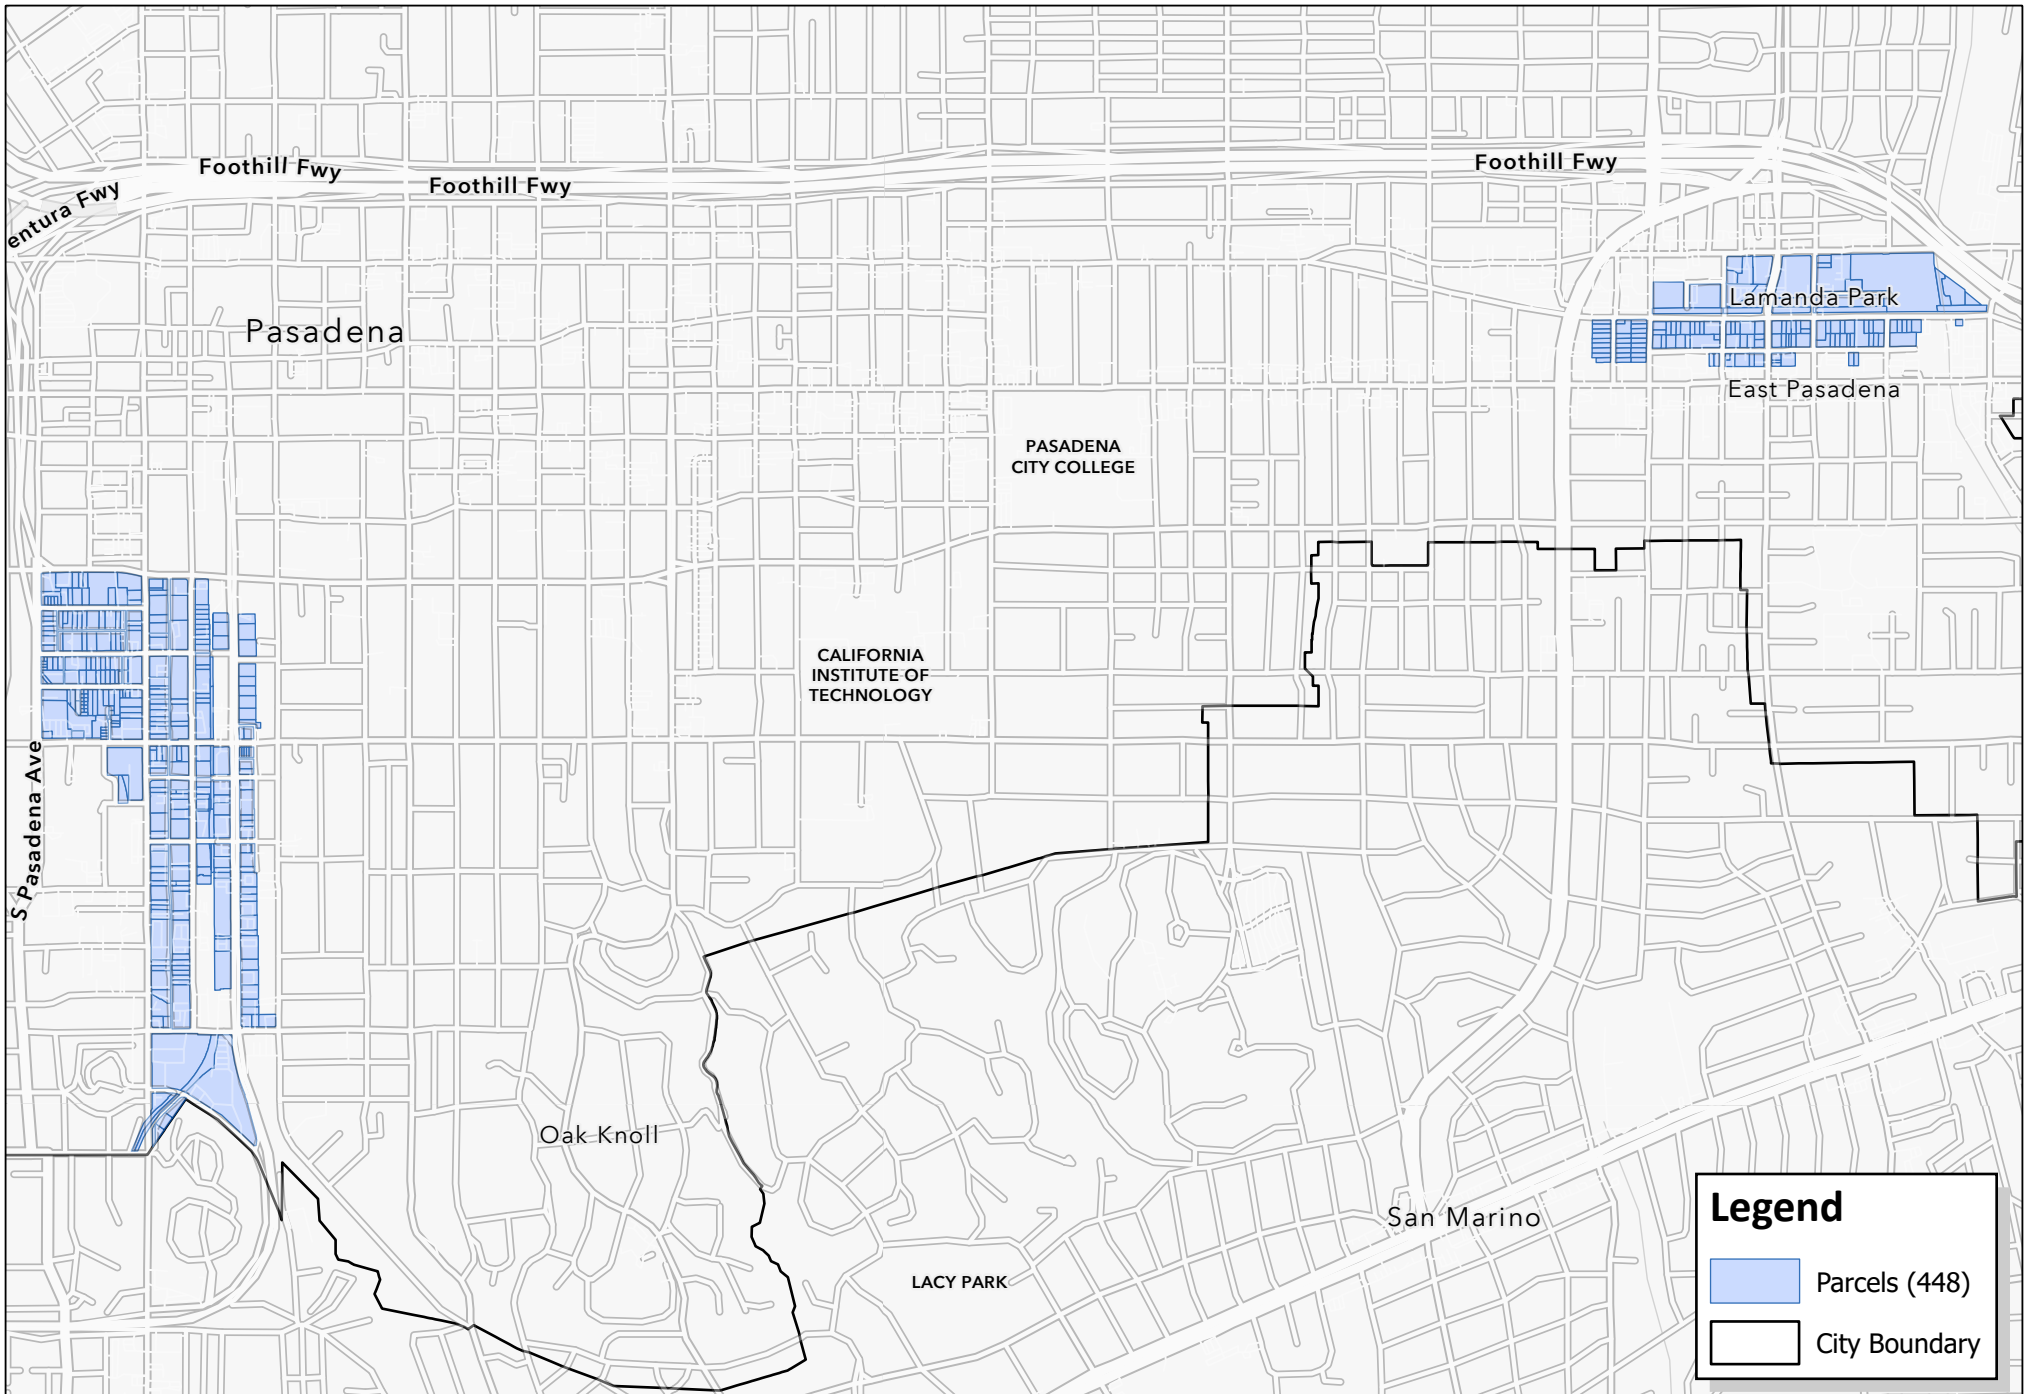 Foothill Fwy
Foothill Fwy
Foothill Fwy
entura Fwy
Lamanda Park
Pasadena
East Pasadena
PASADENA
CITY COLLEGE
CALIFORNIA
INSTITUTE OF
TECHNOLOGY
S Pasadena Ave
Oak Knoll
San Marino
LACY PARK
Legend
Parcels (448)
City Boundary